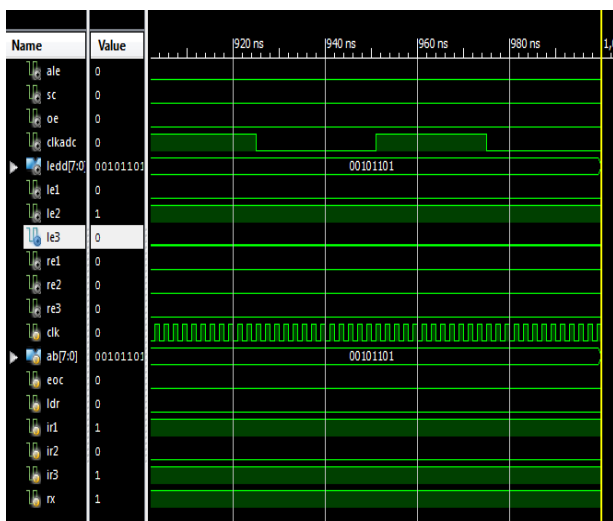 Name Value
920 ns 940 ns 960 ns 980 ns 1,0
ale 0
sc 0
oe 0
clkadc 0
ledd[7:0] 00101101 00101101
le1 0
le2 1
le3 0
re1 0
re2 0
re3 0
clk 0
ab[7:0] 00101101 00101101
eoc 0
ldr 0
ir1 1
ir2 0
ir3 1
rx 1